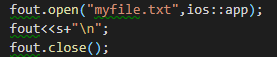 fout.open("myfile.txt",ios::app);
fout<<s+"\n";
fout.close();